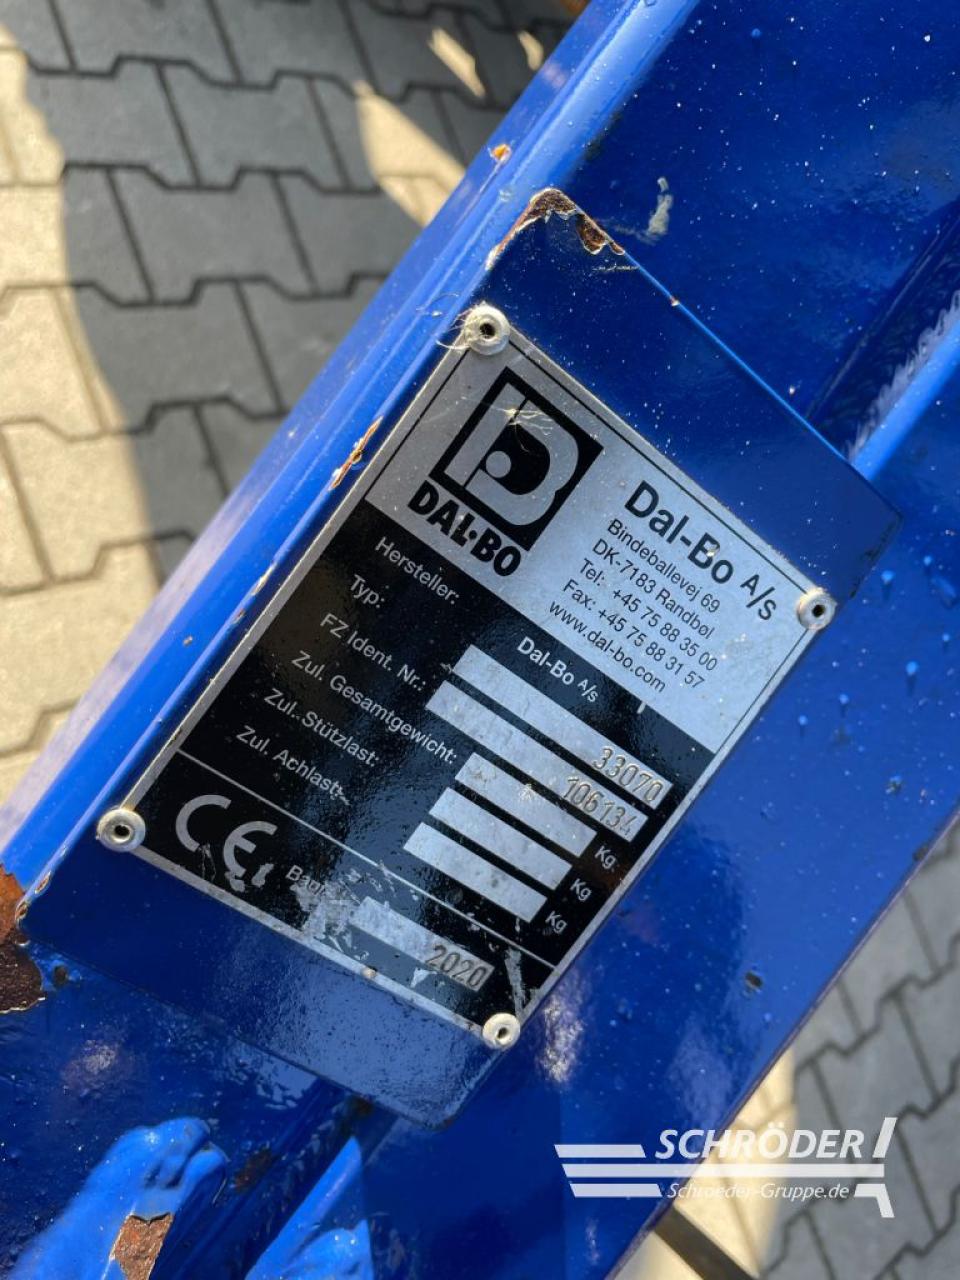 DAL-BO
Dal-Bo A/S
Bindeballevej 69
DK-7183 Randbøl
Tel: +45 75 88 35 00
Fax: +45 75 88 31 57
www.dal-bo.com
Hersteller: Dal-Bo A/S
Typ: 33070
FZ Ident. Nr.: 106134
Zul. Gesamtgewicht: Kg.
Zul. Stützlast: Kg
Zul. Achlast: Kg
CE
2020
SCHRÖDER
Schroeder-Gruppe.de